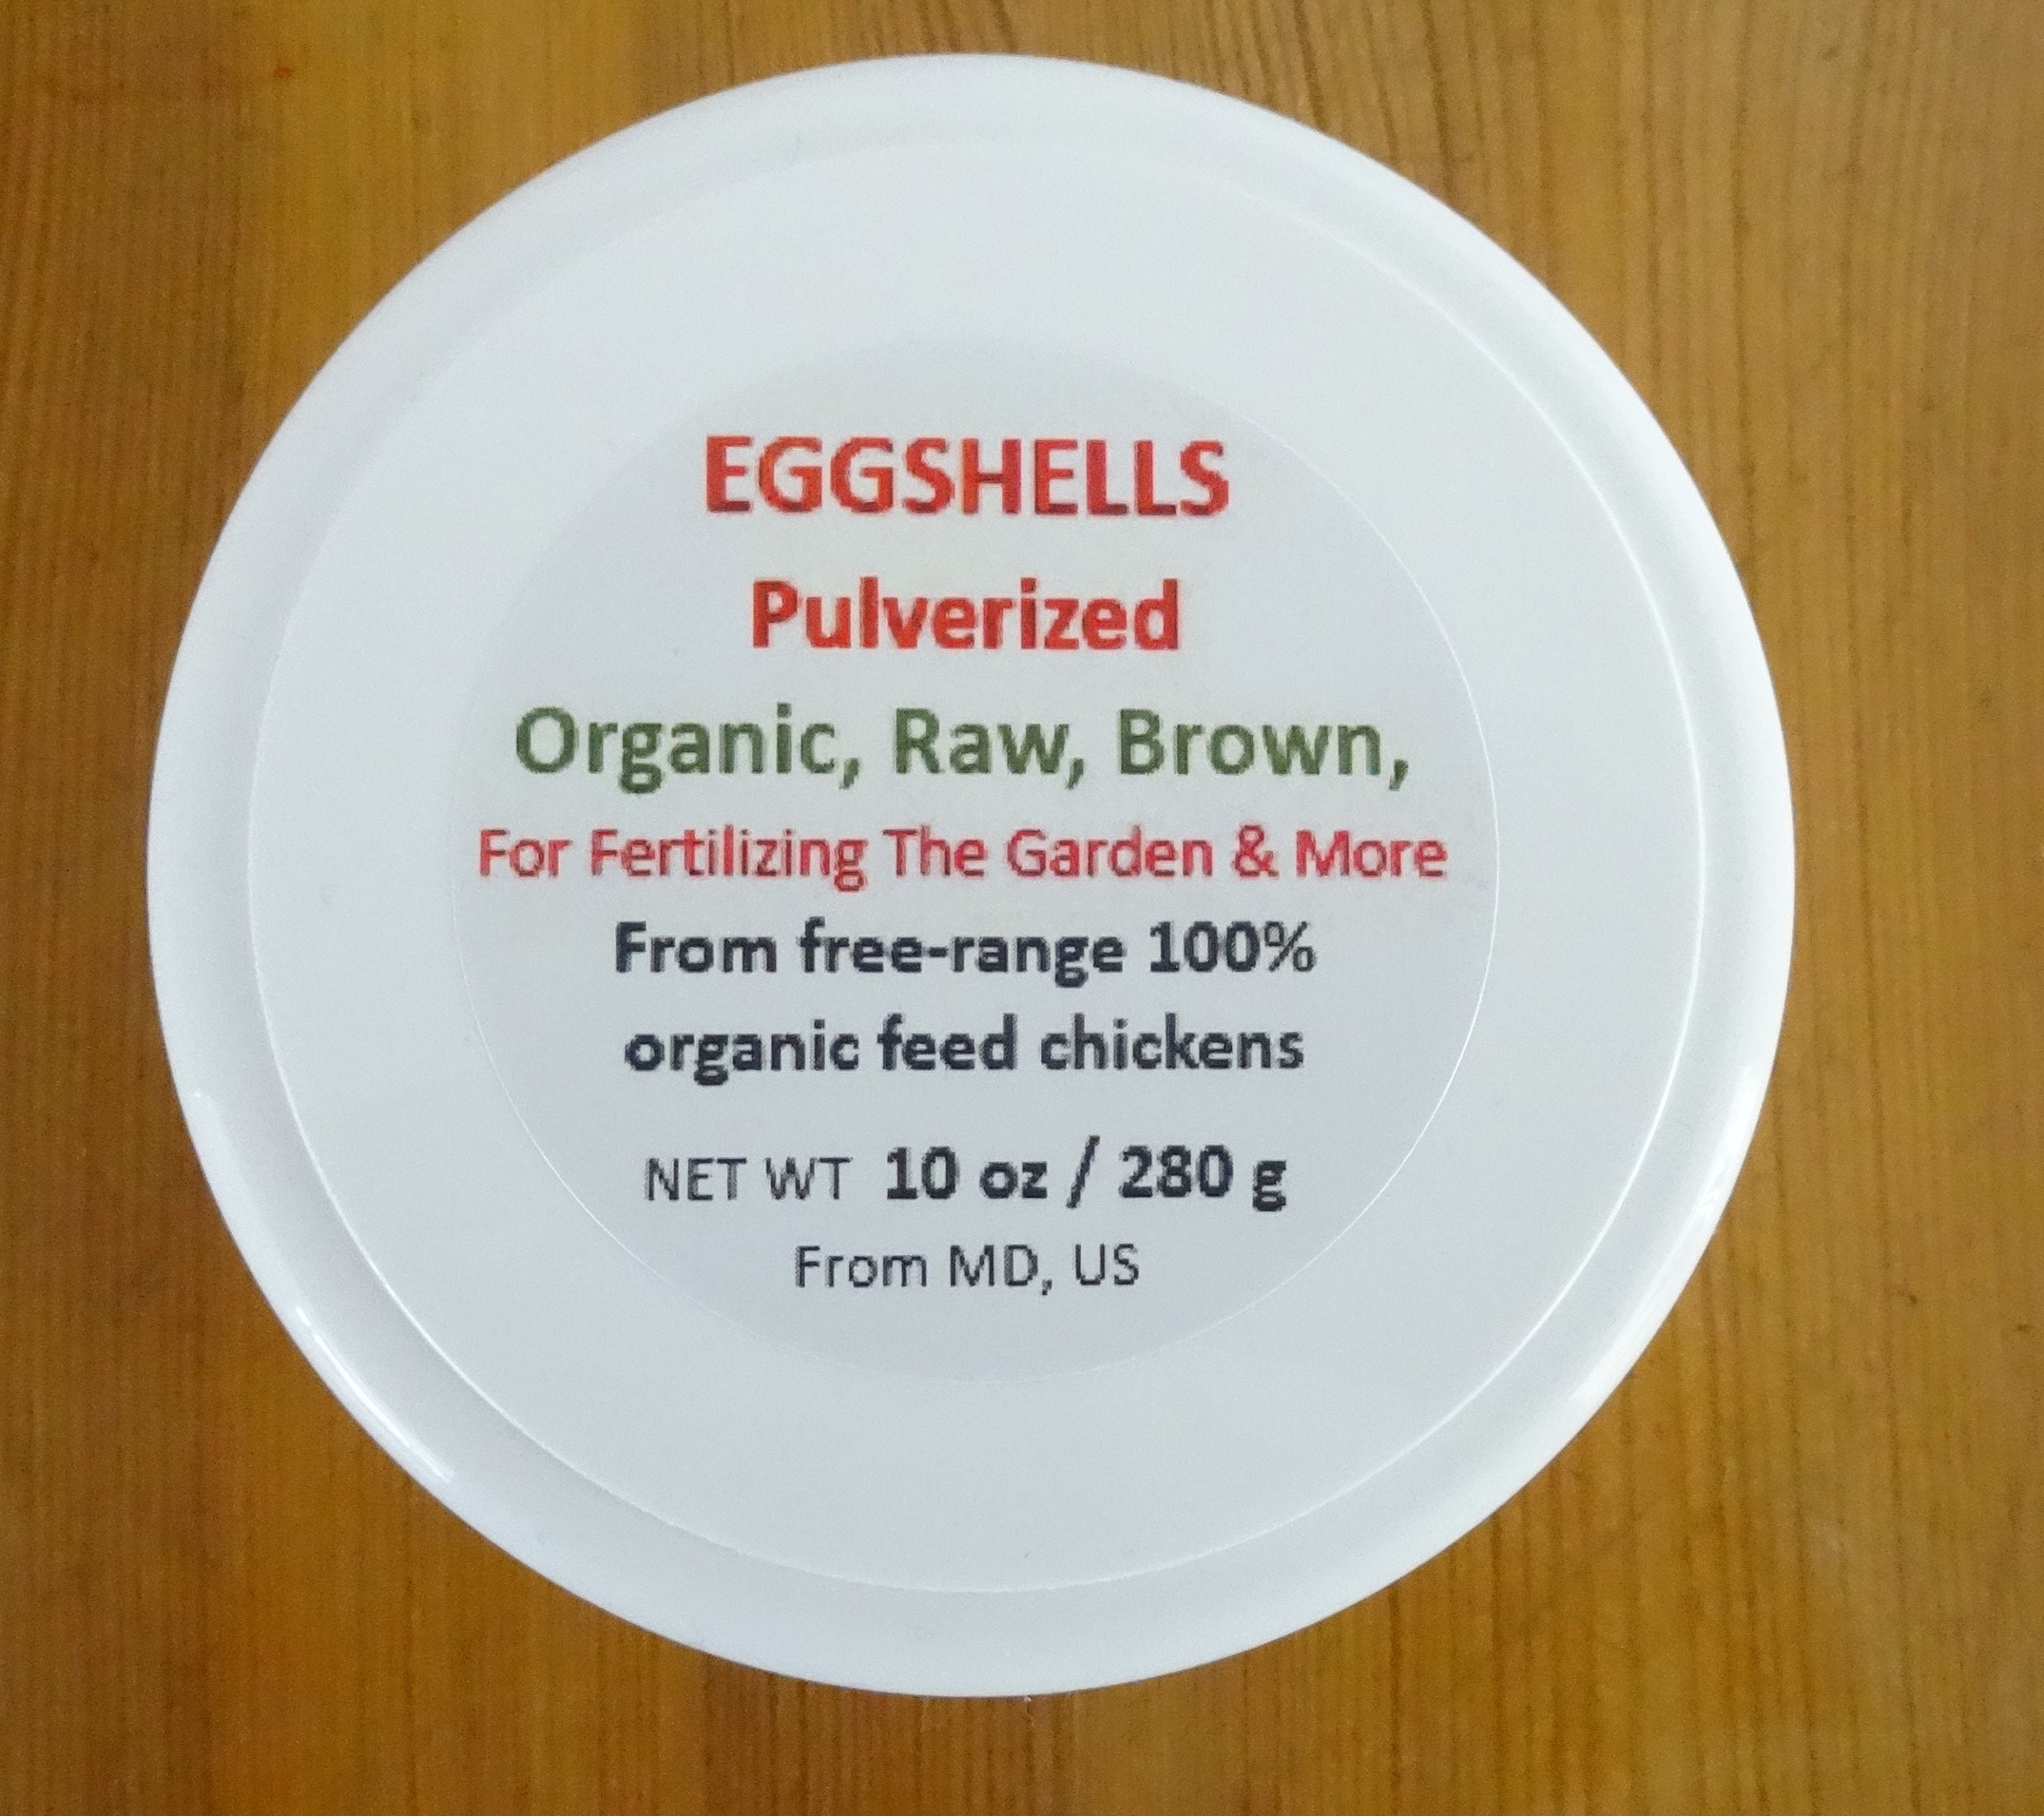 EGGSHELLS
Pulverized
Organic, Raw, Brown,
For Fertilizing The Garden & More
From free-range 100%
organic feed chickens
NET WT 10 oz / 280 g
From MD, US